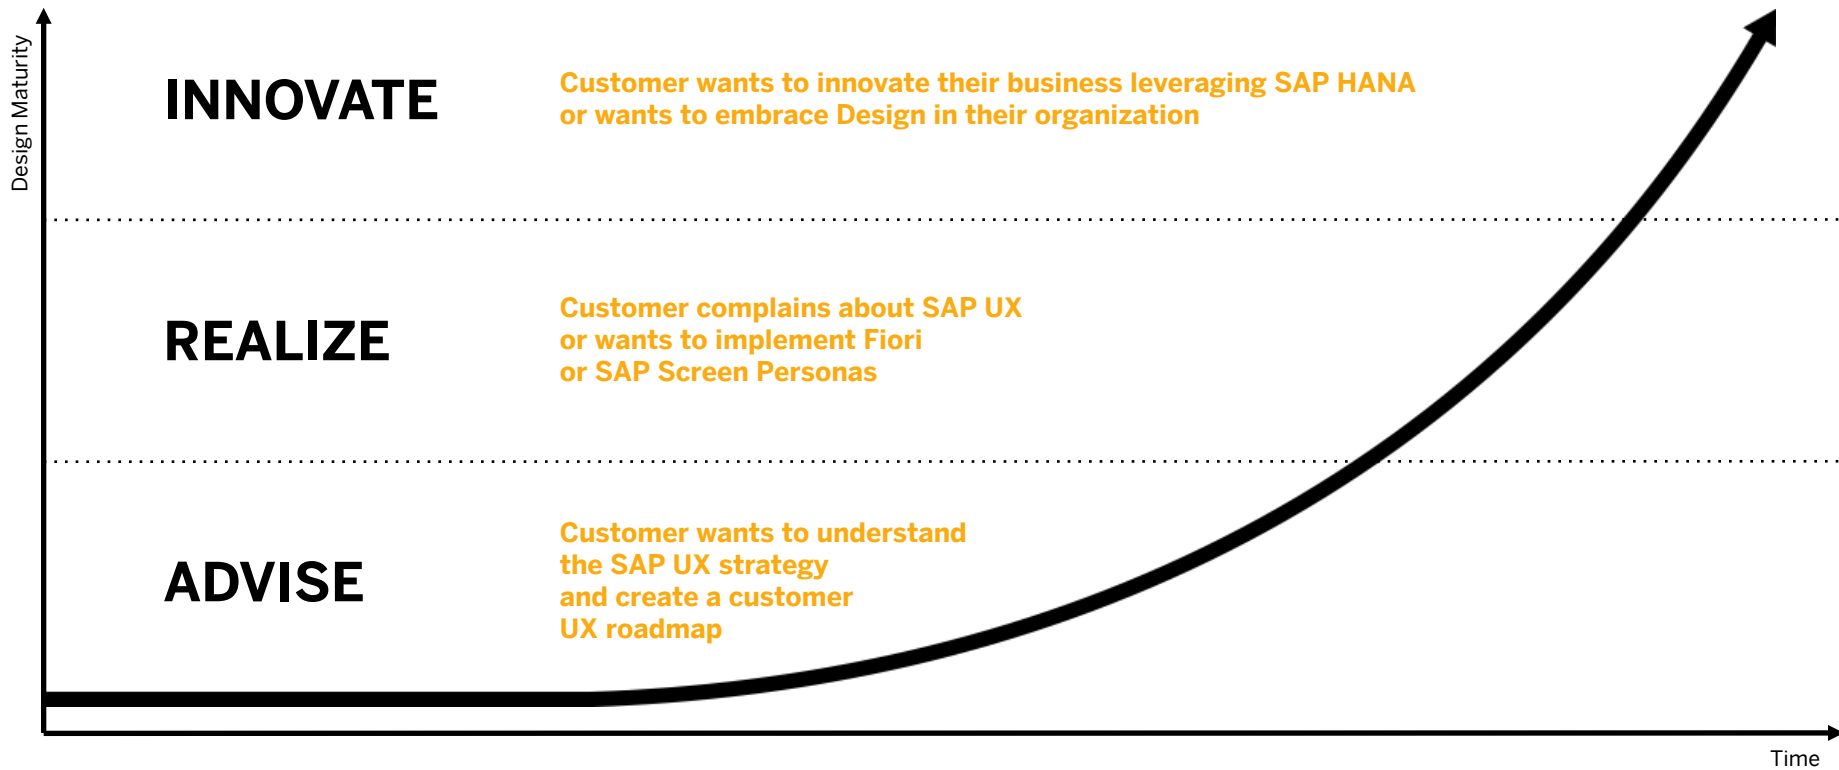 Design Maturity
INNOVATE
Customer wants to innovate their business leveraging SAP HANA
or wants to embrace Design in their organization
REALIZE
Customer complains about SAP UX
or wants to implement Fiori
or SAP Screen Personas
ADVISE
Customer wants to understand
the SAP UX strategy
and create a customer
UX roadmap
Time